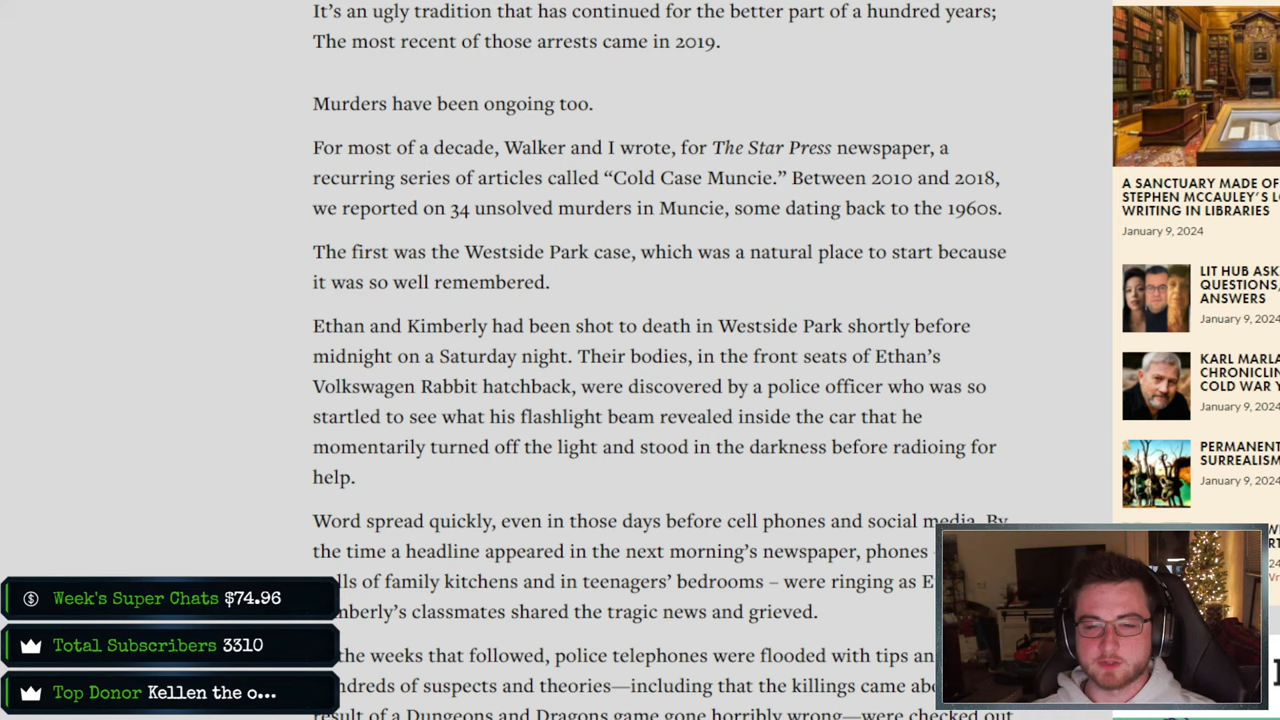 It’s an ugly tradition that has continued for the better part of a hundred years;
The most recent of those arrests came in 2019.
Murders have been ongoing too.
For most of a decade, Walker and I wrote, for The Star Press newspaper, a
recurring series of articles called “Cold Case Muncie.” Between 2010 and 2018,
we reported on 34 unsolved murders in Muncie, some dating back to the 1960s.
The first was the Westside Park case, which was a natural place to start because
it was so well remembered.
Ethan and Kimberly had been shot to death in Westside Park shortly before
midnight on a Saturday night. Their bodies, in the front seats of Ethan’s
Volkswagen Rabbit hatchback, were discovered by a police officer who was so
startled to see what his flashlight beam revealed inside the car that he
momentarily turned off the light and stood in the darkness before radioing for
help.
Word spread quickly, even in those days before cell phones and social media. By
the time a headline appeared in the next morning’s newspaper, phones
of family kitchens and in teenagers’ bedrooms – were ringing as
classmates shared the tragic news and grieved.
the weeks that followed, police telephones were flooded with tips
of suspects and theories—including that the killings came
result of a Dungeons and Dragons game gone horribly wrong—were checked out
A SANCTUARY MADE OF
STEPHEN MCCAULEY’S
WRITING IN LIBRARIES
January 9, 2024
LIT HUB
QUESTIONS,
ANSWERS
January 9, 2024
KARL
COLD WAR
January 9, 2024
PERMANENT
SURREALISM
January 9, 2024
Week's Super Chats $74.96
Total Subscribers 3310
Top Donor Kellen the o...